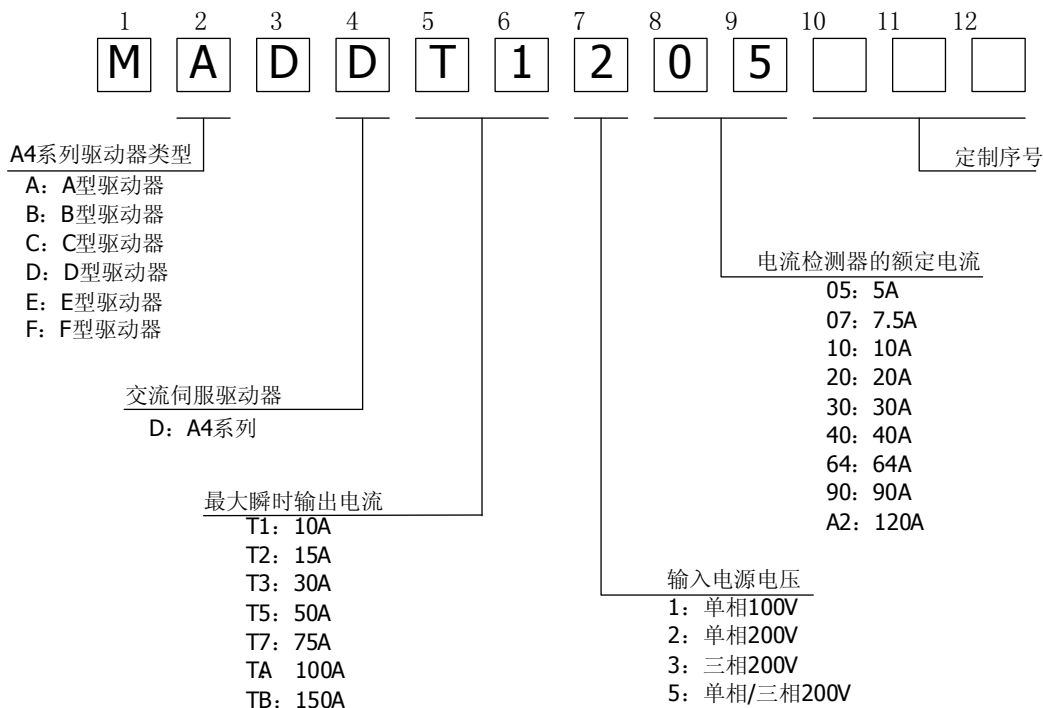 1 2 3 4 5 6 7 8 9 10 11 12
M A D D T 1 2 0 5
A4系列驱动器类型
A：A型驱动器
B：B型驱动器
C：C型驱动器
D：D型驱动器
E：E型驱动器
F：F型驱动器
交流伺服驱动器
D：A4系列
最大瞬时输出电流
T1：10A
T2：15A
T3：30A
T5：50A
T7：75A
TA 100A
TB：150A
输入电源电压
1：单相100V
2：单相200V
3：三相200V
5：单相/三相200V
电流检测器的额定电流
05：5A
07：7.5A
10：10A
20：20A
30：30A
40：40A
64：64A
90：90A
A2：120A
定制序号